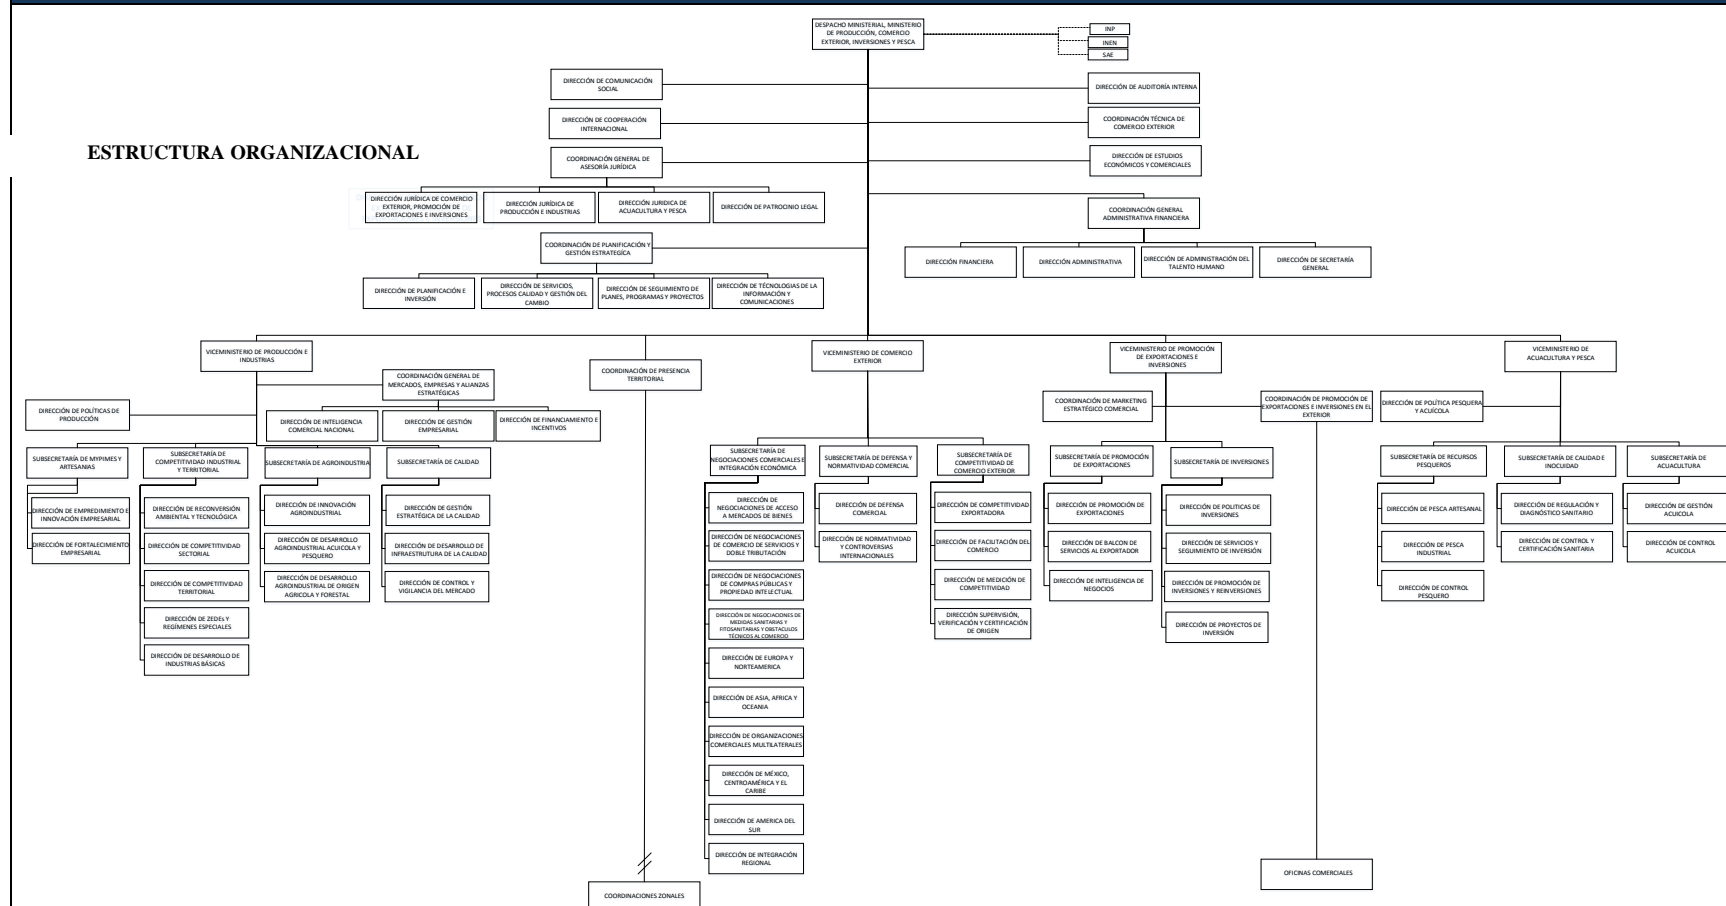 DESPACHO MINISTERIAL, MINISTERIO
DE PRODUCCIÓN, COMERCIO
EXTERIOR, INVERSIONES Y PESCA
INP
INEN
SAE
DIRECCIÓN DE COMUNICACIÓN
SOCIAL
DIRECCIÓN DE AUDITORÍA INTERNA
DIRECCIÓN DE COOPERACIÓN
INTERNACIONAL
COORDINACIÓN TÉCNICA DE
COMERCIO EXTERIOR
ESTRUCTURA ORGANIZACIONAL
COORDINACIÓN GENERAL DE
ASESORÍA JURÍDICA
DIRECCIÓN DE ESTUDIOS
ECONÓMICOS Y COMERCIALES
DIRECCIÓN JURÍDICA DE COMERCIO
EXTERIOR, PROMOCIÓN DE
EXPORTACIONES E INVERSIONES
DIRECCIÓN JURÍDICA DE
PRODUCCIÓN E INDUSTRIAS
DIRECCIÓN JURIDICA DE
ACUACULTURA Y PESCA
DIRECCIÓN DE PATROCINIO LEGAL
COORDINACIÓN GENERAL
ADMINISTRATIVA FINANCIERA
COORDINACIÓN DE PLANIFICACIÓN Y
GESTIÓN ESTRATEGÍCA
DIRECCIÓN FINANCIERA
DIRECCIÓN ADMINISTRATIVA
DIRECCIÓN DE ADMINISTRACIÓN DEL
TALENTO HUMANO
DIRECCIÓN DE SECRETARÍA
GENERAL
DIRECCIÓN DE PLANIFICACIÓN E
INVERSIÓN
DIRECCIÓN DE SERVICIOS,
PROCESOS CALIDAD Y GESTIÓN DEL
CAMBIO
DIRECCIÓN DE SEGUIMIENTO DE
PLANES, PROGRAMAS Y PROYECTOS
DIRECCIÓN DE TÉCNOLOGIAS DE LA
INFORMACIÓN Y
COMUNICACIONES
VICEMINISTERIO DE PRODUCCIÓN E
INDUSTRIAS
COORDINACIÓN DE PRESENCIA
TERRITORIAL
VICEMINISTERIO DE COMERCIO
EXTERIOR
VICEMINISTERIO DE PROMOCIÓN
DE EXPORTACIONES E
INVERSIONES
VICEMINISTERIO DE
ACUACULTURA Y PESCA
COORDINACIÓN GENERAL DE
MERCADOS, EMPRESAS Y ALIANZAS
ESTRATÉGICAS
DIRECCIÓN DE POLÍTICAS DE
PRODUCCIÓN
DIRECCIÓN DE INTELIGENCIA
COMERCIAL NACIONAL
DIRECCIÓN DE GESTIÓN
EMPRESARIAL
DIRECCIÓN DE FINANCIAMIENTO E
INCENTIVOS
COORDINACIÓN DE MARKETING
ESTRATÉGICO COMERCIAL
COORDINACIÓN DE PROMOCIÓN DE
EXPORTACIONES E INVERSIONES EN EL
EXTERIOR
DIRECCIÓN DE POLÍTICA PESQUERA
Y ACUÍCOLA
SUBSECRETARÍA DE MYPIMES Y
ARTESANIAS
SUBSECRETARÍA DE
COMPETIVIDAD INDUSTRIAL
Y TERRITORIAL
SUBSECRETARÍA DE AGROINDUSTRIA
SUBSECRETARÍA DE CALIDAD
SUBSECRETARÍA DE
NEGOCIACIONES COMERCIALES E
INTEGRACIÓN ECONÓMICA
SUBSECRETARÍA DE DEFENSA Y
NORMATIVIDAD COMERCIAL
SUBSECRETARÍA DE
COMPETITIVIDAD DE
COMERCIO EXTERIOR
SUBSECRETARÍA DE PROMOCIÓN
DE EXPORTACIONES
SUBSECRETARÍA DE INVERSIONES
SUBSECRETARÍA DE RECURSOS
PESQUEROS
SUBSECRETARÍA DE CALIDAD E
INOCUIDAD
SUBSECRETARÍA DE
ACUACULTURA
DIRECCIÓN DE EMPREDIMIENTO E
INNOVACIÓN EMPRESARIAL
DIRECCIÓN DE FORTALECIMIENTO
EMPRESARIAL
DIRECCIÓN DE RECONVERSIÓN
AMBIENTAL Y TECNOLÓGICA
DIRECCIÓN DE COMPETIVIDAD
SECTORIAL
DIRECCIÓN DE COMPETIVIDAD
TERRITORIAL
DIRECCIÓN DE ZEDEs Y
REGÍMENES ESPECIALES
DIRECCIÓN DE DESARROLLO DE
INDUSTRIAS BÁSICAS
DIRECCIÓN DE INNOVACIÓN
AGROINDUSTRIAL
DIRECCIÓN DE DESARROLLO
AGROINDUSTRIAL ACUICOLA Y
PESQUERO
DIRECCIÓN DE DESARROLLO
AGROINDUSTRIAL DE ORIGEN
AGRICOLA Y FORESTAL
DIRECCIÓN DE GESTIÓN
ESTRATÉGICA DE LA CALIDAD
DIRECCIÓN DE DESARROLLO DE
INFRAESTRUTURA DE LA CALIDAD
DIRECCIÓN DE CONTROL Y
VIGILANCIA DEL MERCADO
DIRECCIÓN DE
NEGOCIACIONES DE ACCESO
A MERCADOS DE BIENES
DIRECCIÓN DE NEGOCIACIONES
DE COMERCIO DE SERVICIOS Y
DOBLE TRIBUTACIÓN
DIRECCIÓN DE NEGOCIACIONES
DE COMPRAS PÚBLICAS Y
PROPIEDAD INTELECTUAL
DIRECCIÓN DE NEGOCIACIONES DE
MEDIDAS SANITARIAS Y
FITOSANITARIAS Y OBSTACULOS
TÉCNICOS AL COMERCIO
DIRECCIÓN DE EUROPA Y
NORTEAMERICA
DIRECCIÓN DE ASIA, AFRICA Y
OCEANIA
DIRECCIÓN DE ORGANIZACIONES
COMERCIALES MULTILATERALES
DIRECCIÓN DE MÉXICO,
CENTROAMÉRICA Y EL
CARIBE
DIRECCIÓN DE AMERICA DEL
SUR
DIRECCIÓN DE INTEGRACIÓN
REGIONAL
DIRECCIÓN DE DEFENSA
COMERCIAL
DIRECCIÓN DE NORMATIVIDAD
Y CONTROVERSIAS
INTERNACIONALES
DIRECCIÓN DE COMPETIVIDAD
EXPORTADORA
DIRECCIÓN DE FACILITACIÓN DEL
COMERCIO
DIRECCIÓN DE MEDICIÓN DE
COMPETIVIDAD
DIRECCIÓN SUPERVISIÓN,
VERIFICACIÓN Y CERTIFICACIÓN
DE ORIGEN
DIRECCIÓN DE PROMOCIÓN DE
EXPORTACIONES
DIRECCIÓN DE BALCON DE
SERVICIOS AL EXPORTADOR
DIRECCIÓN DE INTELIGENCIA DE
NEGOCIOS
DIRECCIÓN DE POLITICAS DE
INVERSIONES
DIRECCIÓN DE SERVICIOS Y
SEGUIMIENTO DE INVERSIÓN
DIRECCIÓN DE PROMOCIÓN DE
INVERSIONES Y REINVERSIONES
DIRECCIÓN DE PROYECTOS DE
INVERSIÓN
DIRECCIÓN DE PESCA ARTESANAL
DIRECCIÓN DE PESCA
INDUSTRIAL
DIRECCIÓN DE CONTROL
PESQUERO
DIRECCIÓN DE REGULACIÓN Y
DIAGNÓSTICO SANITARIO
DIRECCIÓN DE CONTROL Y
CERTIFICACIÓN SANITARIA
DIRECCIÓN DE GESTIÓN
ACUICOLA
DIRECCIÓN DE CONTROL
ACUICOLA
OFICINAS COMERCIALES
COORDINACIONES ZONALES